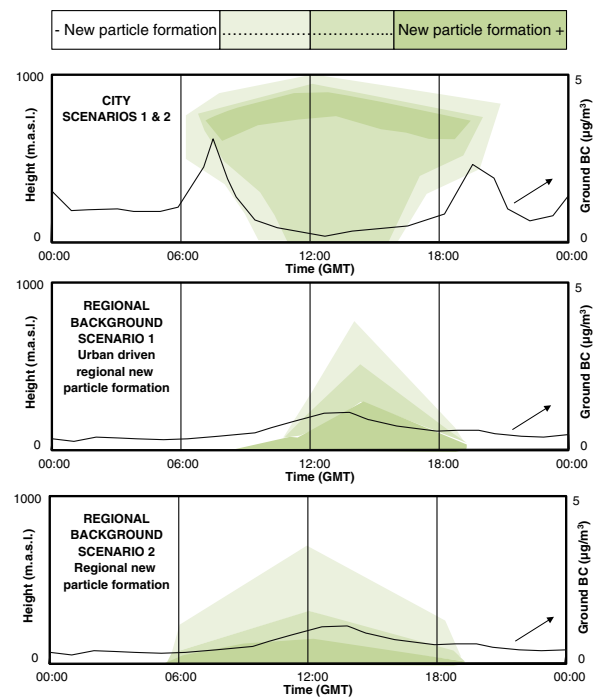 - New particle formation ........................... New particle formation +
1000
5
CITY
SCENARIOS 1 & 2
Height (m.a.s.l.)
Ground BC (µg/m³)
0
0
00:00 06:00 12:00 18:00 00:00
Time (GMT)
1000
5
REGIONAL
BACKGROUND
SCENARIO 1
Urban driven
regional new
particle formation
Height (m.a.s.l.)
Ground BC (µg/m³)
0
0
00:00 06:00 12:00 18:00 00:00
Time (GMT)
1000
5
REGIONAL
BACKGROUND
SCENARIO 2
Regional new
particle formation
Height (m.a.s.l.)
Ground BC (µg/m³)
0
0
00:00 06:00 12:00 18:00 00:00
Time (GMT)